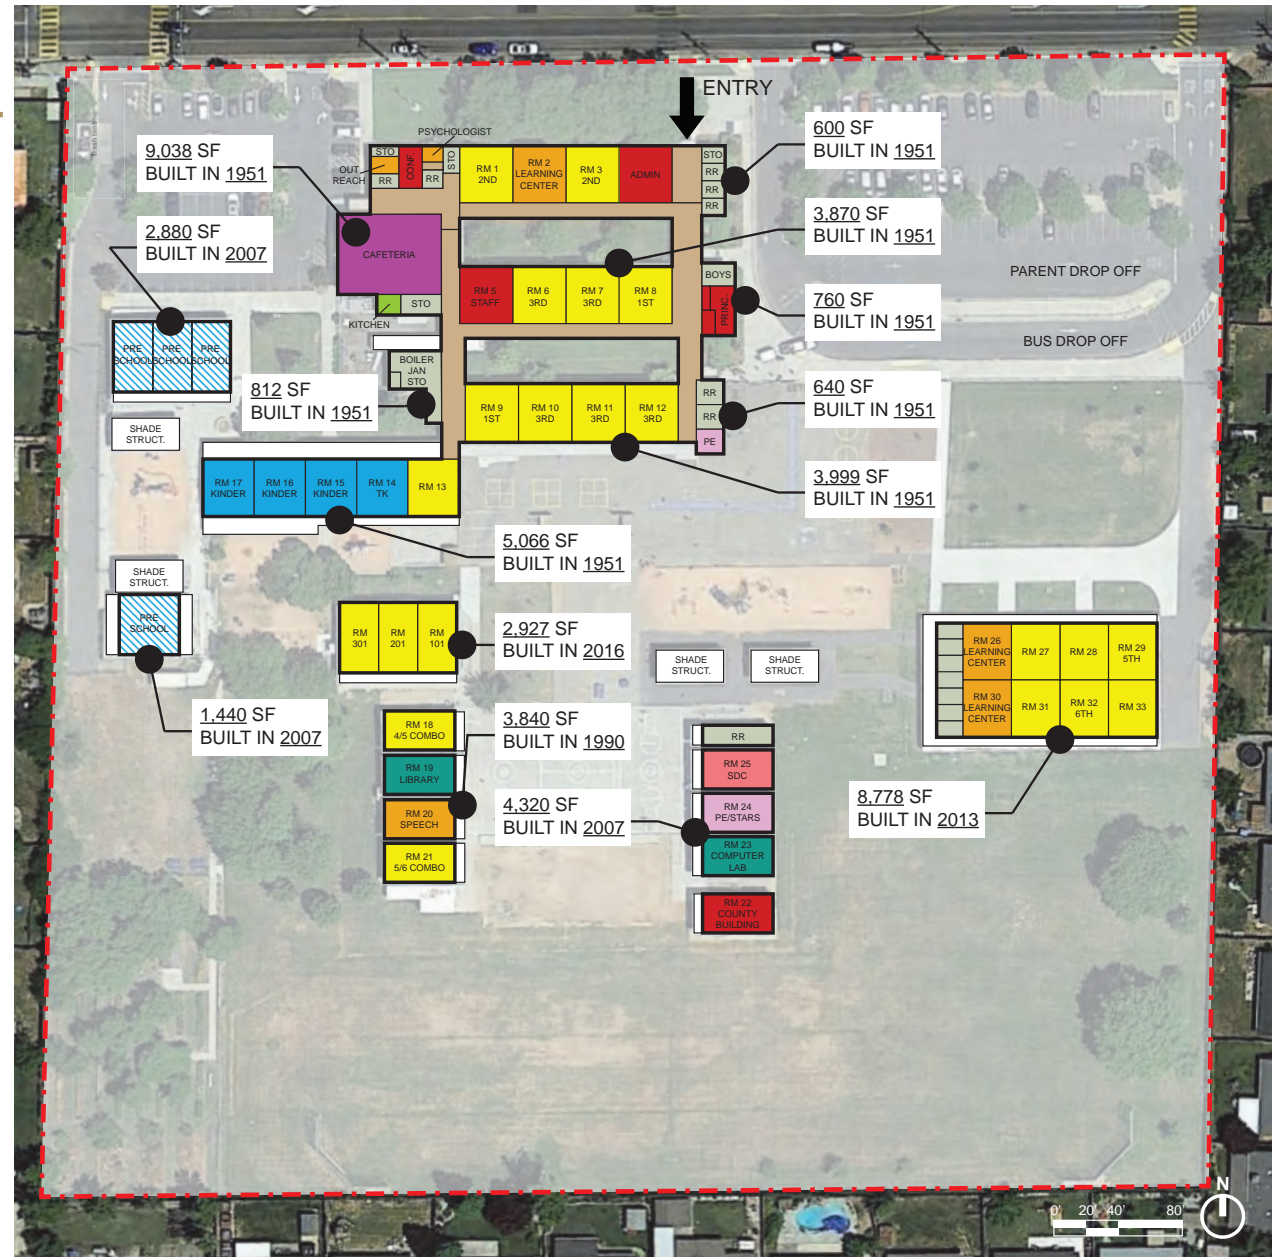 ENTRY
PSYCHOLOGIST
9,038 SF
BUILT IN 1951
600 SF
BUILT IN 1951
STO
OUT
REACH
RR
CONF.
RR
STO
RM 1
2ND
RM 2
LEARNING
CENTER
RM 3
2ND
ADMIN
STO
RR
RR
RR
3,870 SF
BUILT IN 1951
2,880 SF
BUILT IN 2007
CAFETERIA
PARENT DROP OFF
RM 5
STAFF
RM 6
3RD
RM 7
3RD
RM 8
1ST
BOYS
PRINC.
760 SF
BUILT IN 1951
STO
KITCHEN
BUS DROP OFF
PRE
SCHOOL
PRE
SCHOOL
PRE
SCHOOL
BOILER
JAN
STO
812 SF
BUILT IN 1951
640 SF
BUILT IN 1951
RM 9
1ST
RM 10
3RD
RM 11
3RD
RM 12
3RD
RR
RR
PE
SHADE
STRUCT.
3,999 SF
BUILT IN 1951
RM 17
KINDER
RM 16
KINDER
RM 15
KINDER
RM 14
TK
RM 13
5,066 SF
BUILT IN 1951
SHADE
STRUCT.
PRE
SCHOOL
RM
301
RM
201
RM
101
2,927 SF
BUILT IN 2016
SHADE
STRUCT.
SHADE
STRUCT.
RM 26
LEARNING
CENTER
RM 27
RM 28
RM 29
5TH
RM 30
LEARNING
CENTER
RM 31
RM 32
6TH
RM 33
1,440 SF
BUILT IN 2007
3,840 SF
BUILT IN 1990
RM 18
4/5 COMBO
RM 19
LIBRARY
RM 20
SPEECH
RM 21
5/6 COMBO
4,320 SF
BUILT IN 2007
RR
RM 25
SDC
RM 24
PE/STARS
RM 23
COMPUTER
LAB
RM 22
COUNTY
BUILDING
8,778 SF
BUILT IN 2013
N
0' 20' 40' 80'